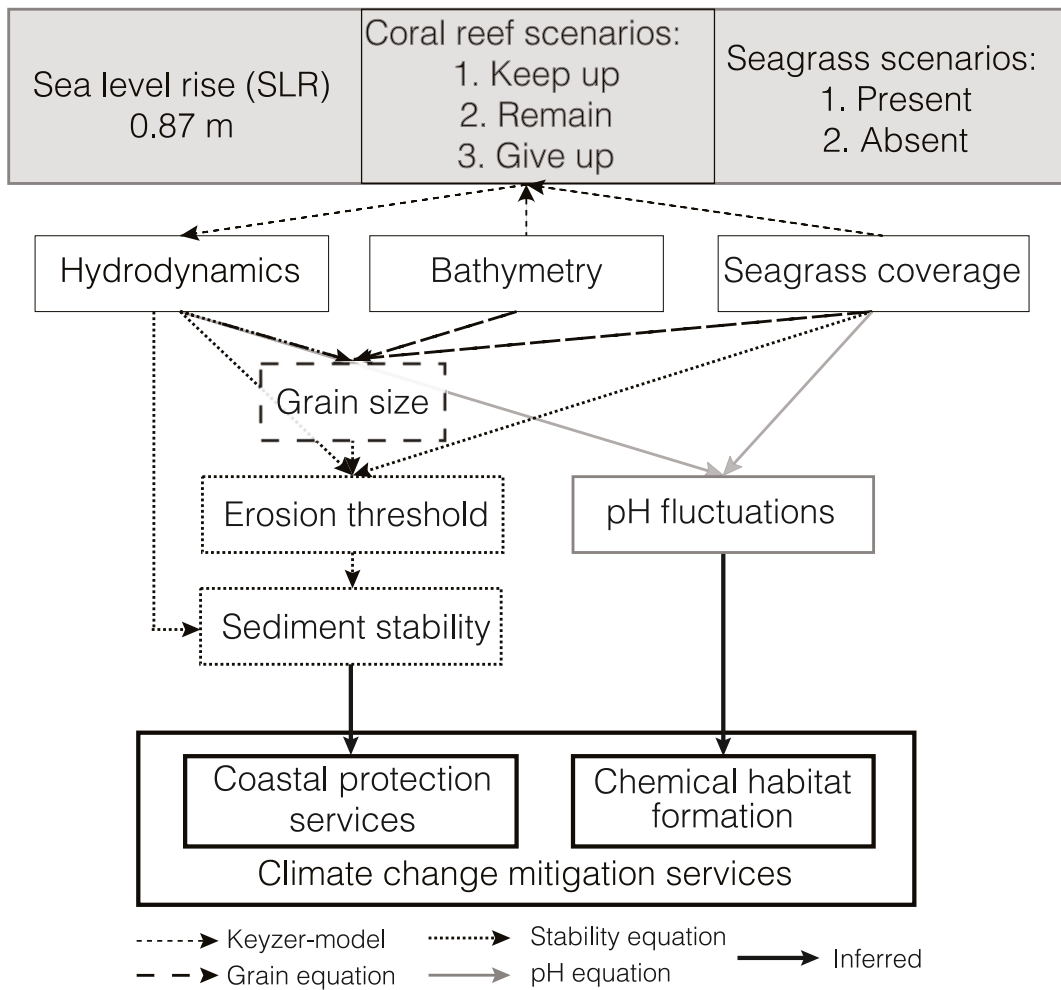 Sea level rise (SLR)
0.87 m
Coral reef scenarios:
1. Keep up
2. Remain
3. Give up
Seagrass scenarios:
1. Present
2. Absent
Hydrodynamics
Bathymetry
Seagrass coverage
Grain size
Erosion threshold
pH fluctuations
Sediment stability
Coastal protection
services
Chemical habitat
formation
Climate change mitigation services
Keyzer-model
Stability equation
Inferred
Grain equation
pH equation